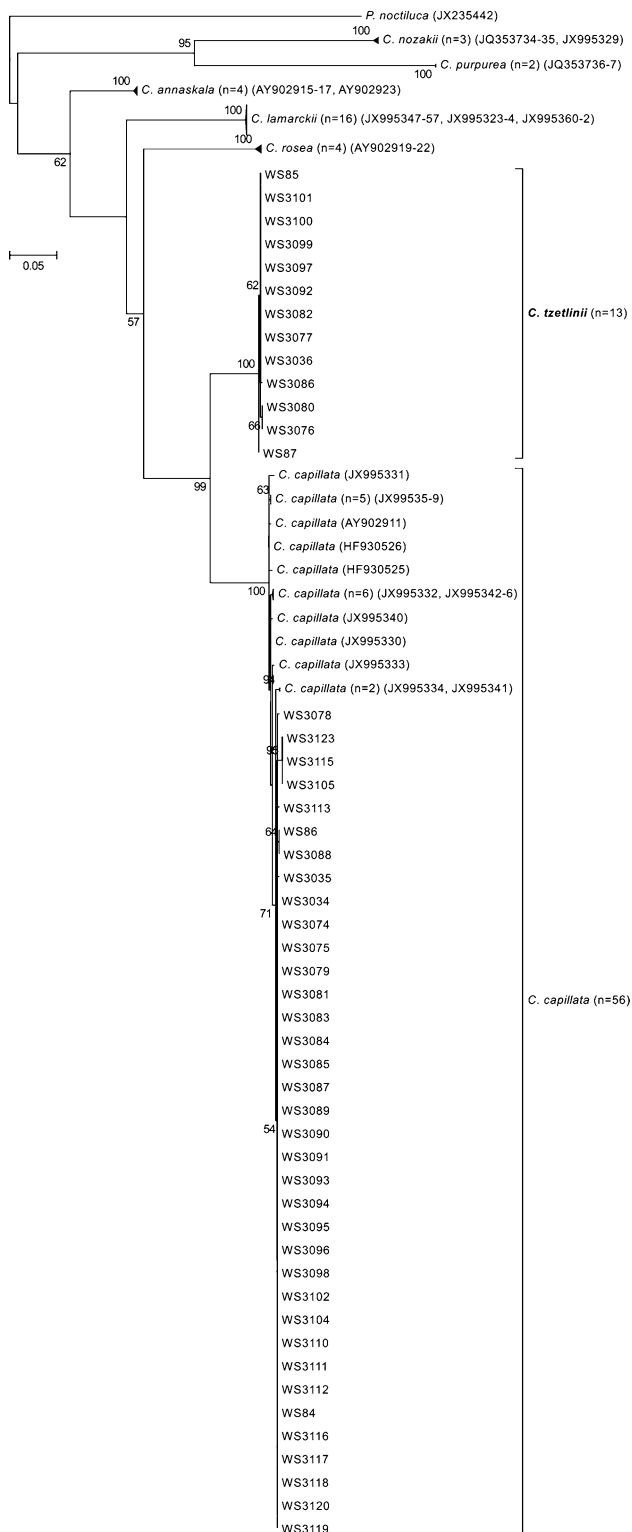 P. noctiluca (JX235442)
100
C. nozakii (n=3) (JQ353734-35, JX995329)
95
C. purpurea (n=2) (JQ353736-7)
100
100
C. annaskala (n=4) (AY902915-17, AY902923)
100
C. lamarckii (n=16) (JX995347-57, JX995323-4, JX995360-2)
100
C. rosea (n=4) (AY902919-22)
62
WS85
WS3101
WS3100
WS3099
0.05
WS3097
62
WS3092
C. tzetlinii (n=13)
WS3082
57
WS3077
WS3036
100
WS3086
WS3080
66
WS3076
WS87
C. capillata (JX995331)
99
63
C. capillata (n=5) (JX99535-9)
C. capillata (AY902911)
C. capillata (HF930526)
C. capillata (HF930525)
100
C. capillata (n=6) (JX995332, JX995342-6)
C. capillata (JX995340)
C. capillata (JX995330)
C. capillata (JX995333)
94
C. capillata (n=2) (JX995334, JX995341)
WS3078
WS3123
95
WS3115
WS3105
WS3113
64
WS86
WS3088
WS3035
WS3034
71
WS3074
WS3075
WS3079
WS3081
C. capillata (n=56)
WS3083
WS3084
WS3085
WS3087
WS3089
54
WS3090
WS3091
WS3093
WS3094
WS3095
WS3096
WS3098
WS3102
WS3104
WS3110
WS3111
WS3112
WS84
WS3116
WS3117
WS3118
WS3120
WS3119